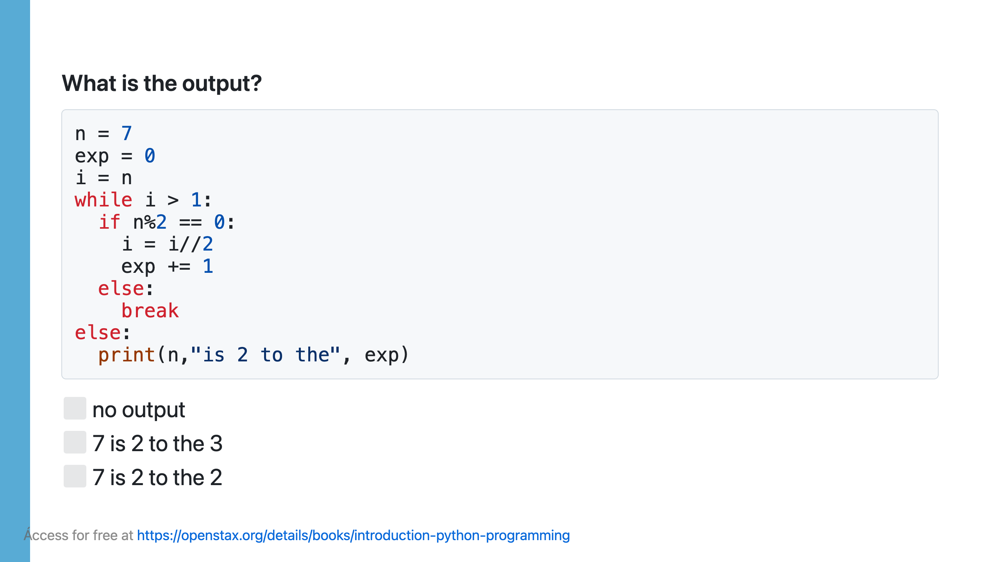 What is the output?
n = 7
exp = 0
i = n
while i > 1:
  if n%2 == 0:
    i = i//2
    exp += 1
  else:
    break
else:
  print(n,"is 2 to the", exp)
no output
7 is 2 to the 3
7 is 2 to the 2
Áccess for free at https://openstax.org/details/books/introduction-python-programming